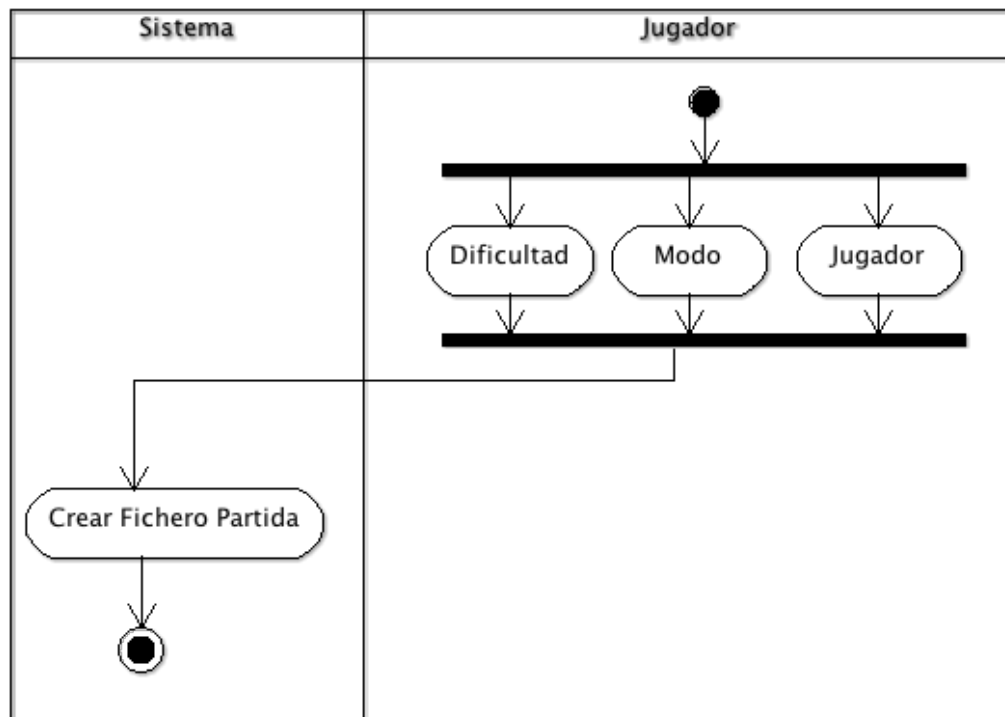 Sistema
Jugador
Dificultad
Modo
Jugador
Crear Fichero Partida